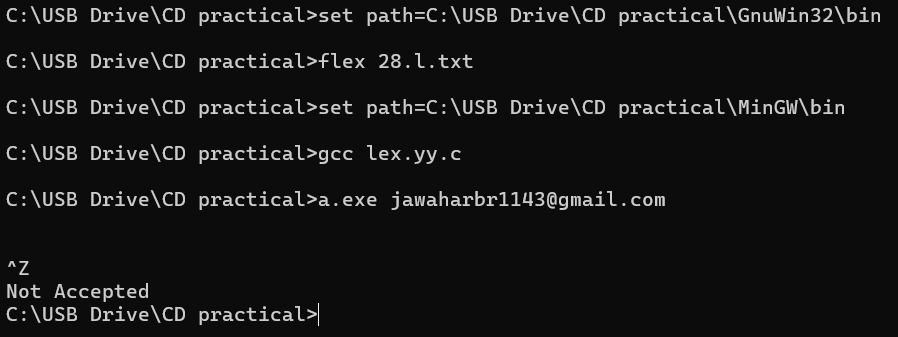 C:\USB Drive\CD practical>set path=C:\USB Drive\CD practical\GnuWin32\bin
C:\USB Drive\CD practical>flex 28.l.txt
C:\USB Drive\CD practical>set path=C:\USB Drive\CD practical\MinGW\bin
C:\USB Drive\CD practical>gcc lex.yy.c
C:\USB Drive\CD practical>a.exe jawaharbr1143@gmail.com
^Z
Not Accepted
C:\USB Drive\CD practical>